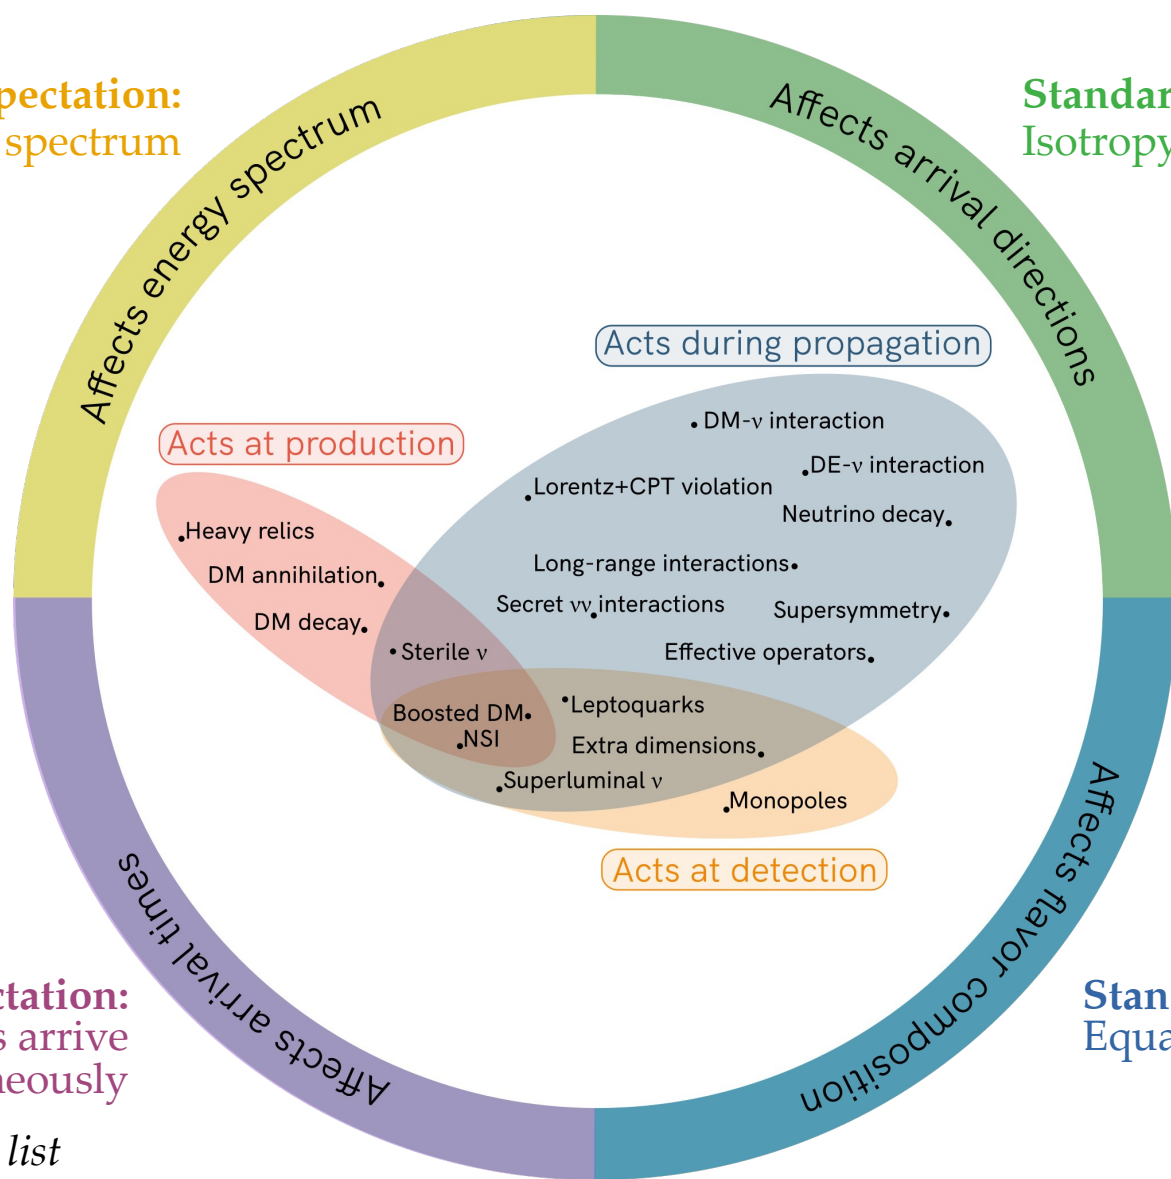 pectation:
spectrum
Standar
Isotropy
Affects energy spectrum
Affects arrival directions
Acts during propagation
DM-ν interaction
Acts at production
DE-ν interaction
Lorentz+CPT violation
Neutrino decay
Heavy relics
Long-range interactions
DM annihilation
Secret νν interactions
Supersymmetry
DM decay
Sterile ν
Effective operators
Leptoquarks
Boosted DM
NSI
Extra dimensions
Superluminal ν
Monopoles
Acts at detection
Affects arrival times
Affects flavor composition
ctation:
s arrive
neously
Stan
Equa
list